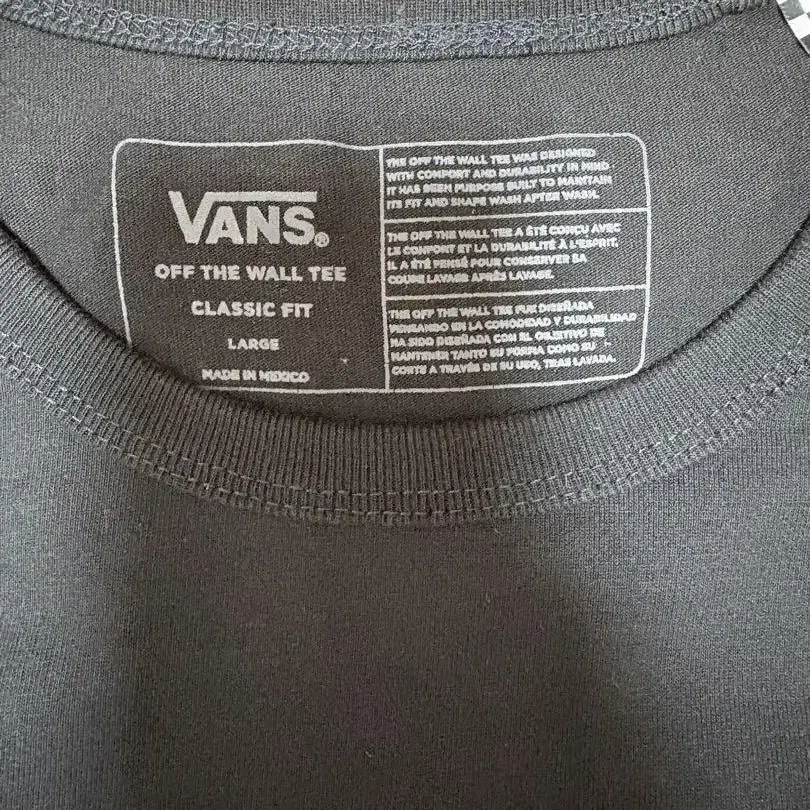 VANS®
OFF THE WALL TEE
CLASSIC FIT
LARGE
MADE IN MEXICO
THE OFF THE WALL TEE WAS DESIGNED
WITH COMFORT AND DURABILITY IN MIND
IT HAS BEEN PURPOSE BUILT TO MAINTAIN
ITS FIT AND SHAPE WASH AFTER WASH.
THE OFF THE WALL TEE A ÉTÉ CONÇU AVEC
LE CONFORT ET LA DURABILITÉ À L'ESPRIT.
IL A ÉTÉ PENSÉ POUR CONSERVER SA
COUPE LAVAGE APRÈS LAVAGE.
THE OFF THE WALL TEE FUE DISEÑADA
PENSANDO EN LA COMODIDAD Y DURABILIDAD
HA SIDO DISEÑADA CON EL OBJETIVO DE
MANTENER TANTO SU FORMA COMO SU
CORTE A TRAVÉS DE SU USO, TRAS LAVADA.